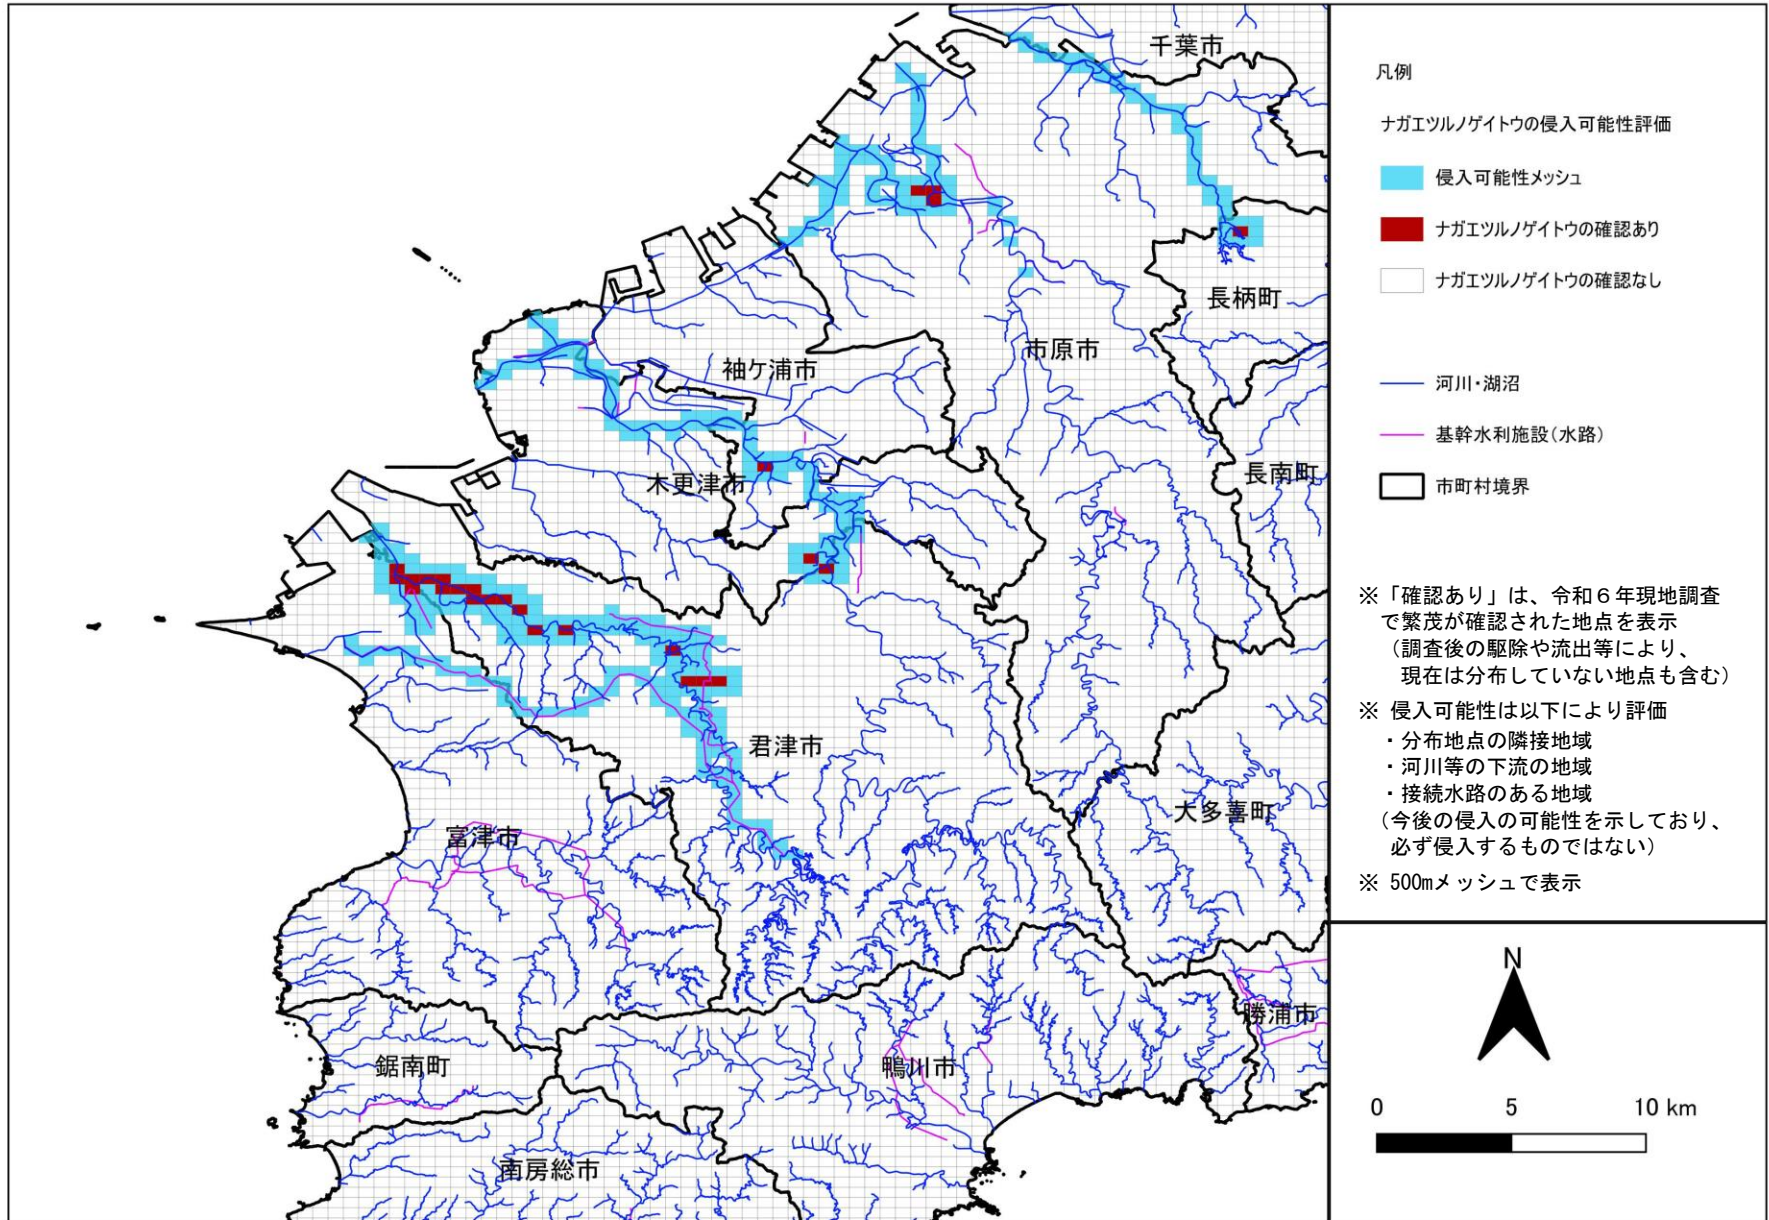 千葉市
長柄町
市原市
袖ケ浦市
長南町
木更津市
君津市
大多喜町
富津市
勝浦市
鋸南町
鴨川市
南房総市
凡例
ナガエツルノゲイトウの侵入可能性評価
侵入可能性メッシュ
ナガエツルノゲイトウの確認あり
ナガエツルノゲイトウの確認なし
河川・湖沼
基幹水利施設(水路)
市町村境界
※「確認あり」は、令和６年現地調査
で繁茂が確認された地点を表示
（調査後の駆除や流出等により、
現在は分布していない地点も含む）
※ 侵入可能性は以下により評価
・分布地点の隣接地域
・河川等の下流の地域
・接続水路のある地域
（今後の侵入の可能性を示しており、
必ず侵入するものではない）
※ 500mメッシュで表示
N
0 5 10 km